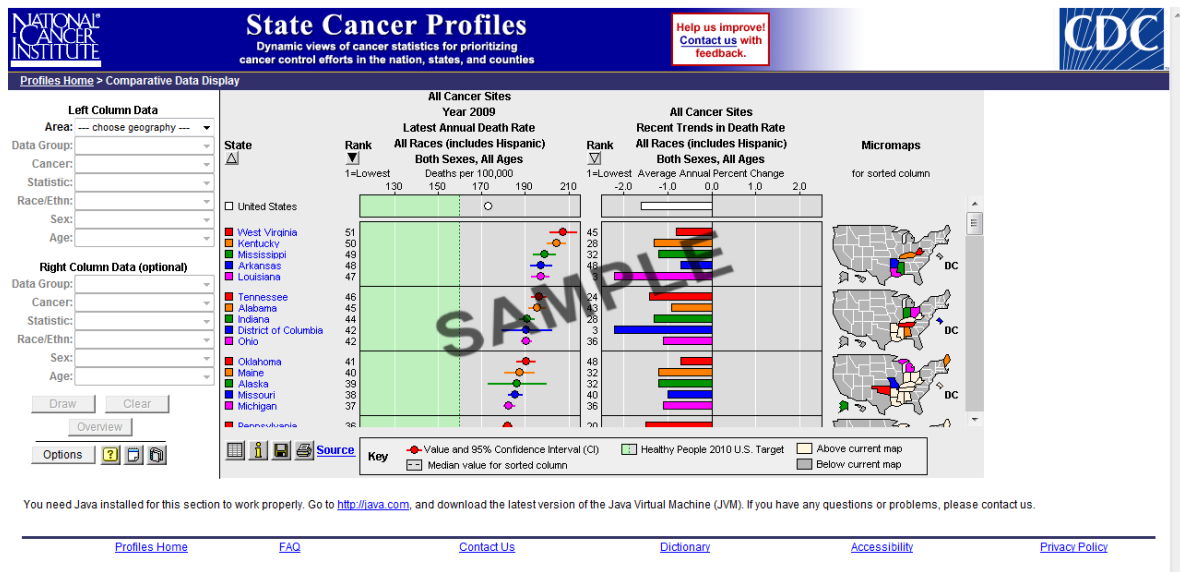 NATIONAL®
CANCER
INSTITUTE
State Cancer Profiles
Dynamic views of cancer statistics for prioritizing
cancer control efforts in the nation, states, and counties
Help us improve!
Contact us with
feedback.
CDC
Profiles Home > Comparative Data Display
Left Column Data
Area: --- choose geography ---
Data Group:
Cancer:
Statistic:
Race/Ethn:
Sex:
Age:
Right Column Data (optional)
Data Group:
Cancer:
Statistic:
Race/Ethn:
Sex:
Age:
Draw Clear
Overview
Options
?
All Cancer Sites
Year 2009
Latest Annual Death Rate
All Races (includes Hispanic)
Both Sexes, All Ages
All Cancer Sites
Recent Trends in Death Rate
All Races (includes Hispanic)
Both Sexes, All Ages
State Rank Rank Micromaps
1=Lowest Deaths per 100,000 1=Lowest Average Annual Percent Change for sorted column
130 150 170 190 210 -2.0 -1.0 0.0 1.0 2.0
United States
West Virginia 51 45
Kentucky 50 28
Mississippi 49 32
Arkansas 48 48 DC
Louisiana 47 3
Tennessee 46 24
Alabama 45 43
Indiana 44 28
District of Columbia 42 3 DC
Ohio 42 36
Oklahoma 41 48
Maine 40 32
Alaska 39 32
Missouri 38 40 DC
Michigan 37 36
Pennsylvania 36 20
SAMPLE
Source
Key
Value and 95% Confidence Interval (CI) Healthy People 2010 U.S. Target Above current map
Median value for sorted column Below current map
You need Java installed for this section to work properly. Go to http://java.com, and download the latest version of the Java Virtual Machine (JVM). If you have any questions or problems, please contact us.
Profiles Home FAQ Contact Us Dictionary Accessibility Privacy Policy